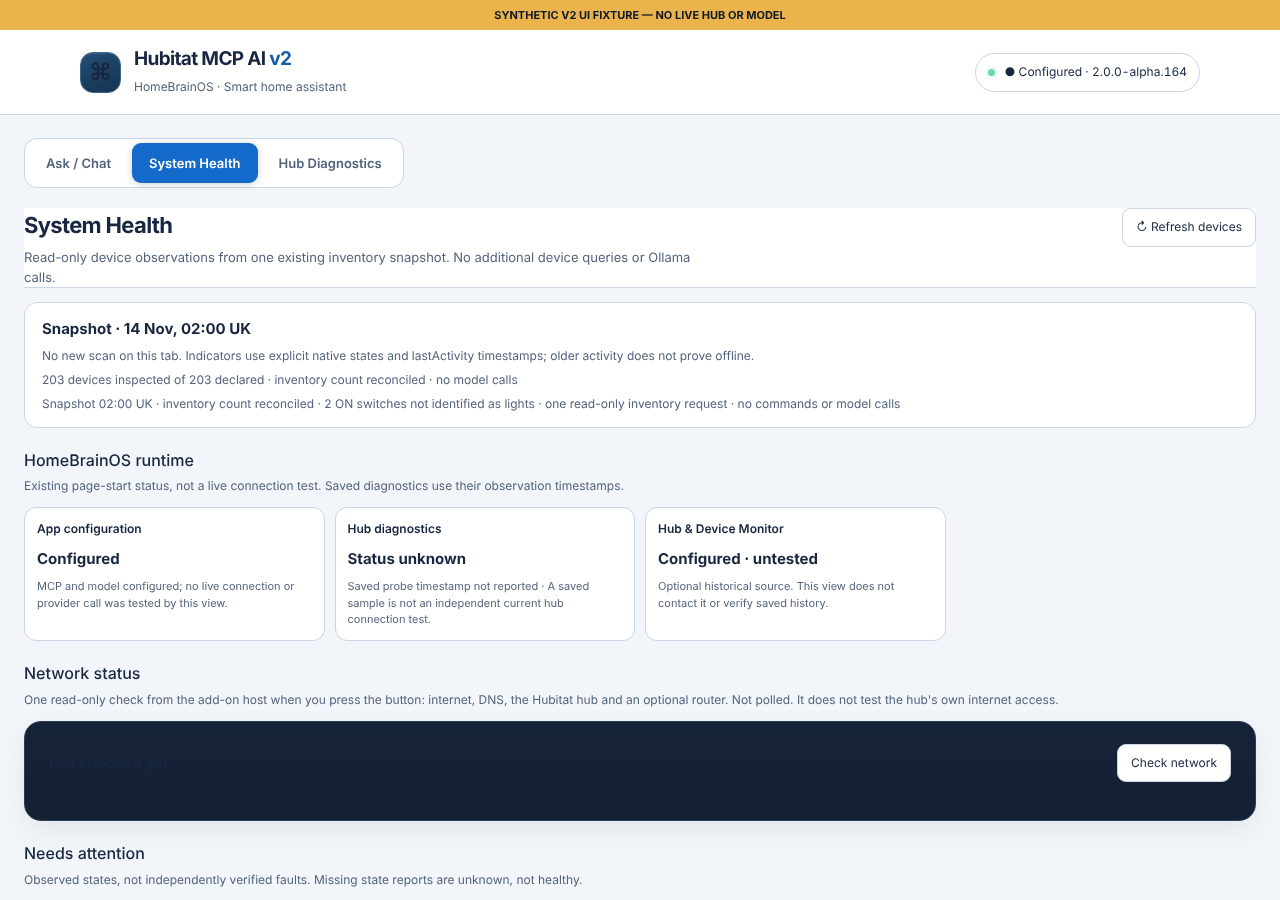 SYNTHETIC V2 UI FIXTURE — NO LIVE HUB OR MODEL
⌘
Hubitat MCP AI v2
HomeBrainOS · Smart home assistant
● Configured · 2.0.0-alpha.164
Ask / Chat
System Health
Hub Diagnostics
System Health
Read-only device observations from one existing inventory snapshot. No additional device queries or Ollama
calls.
↻ Refresh devices
Snapshot · 14 Nov, 02:00 UK
No new scan on this tab. Indicators use explicit native states and lastActivity timestamps; older activity does not prove offline.
203 devices inspected of 203 declared · inventory count reconciled · no model calls
Snapshot 02:00 UK · inventory count reconciled · 2 ON switches not identified as lights · one read-only inventory request · no commands or model calls
HomeBrainOS runtime
Existing page-start status, not a live connection test. Saved diagnostics use their observation timestamps.
App configuration
Configured
MCP and model configured; no live connection or
provider call was tested by this view.
Hub diagnostics
Status unknown
Saved probe timestamp not reported · A saved
sample is not an independent current hub
connection test.
Hub & Device Monitor
Configured · untested
Optional historical source. This view does not
contact it or verify saved history.
Network status
One read-only check from the add-on host when you press the button: internet, DNS, the Hubitat hub and an optional router. Not polled. It does not test the hub's own internet access.
Not checked yet
Check network
Needs attention
Observed states, not independently verified faults. Missing state reports are unknown, not healthy.